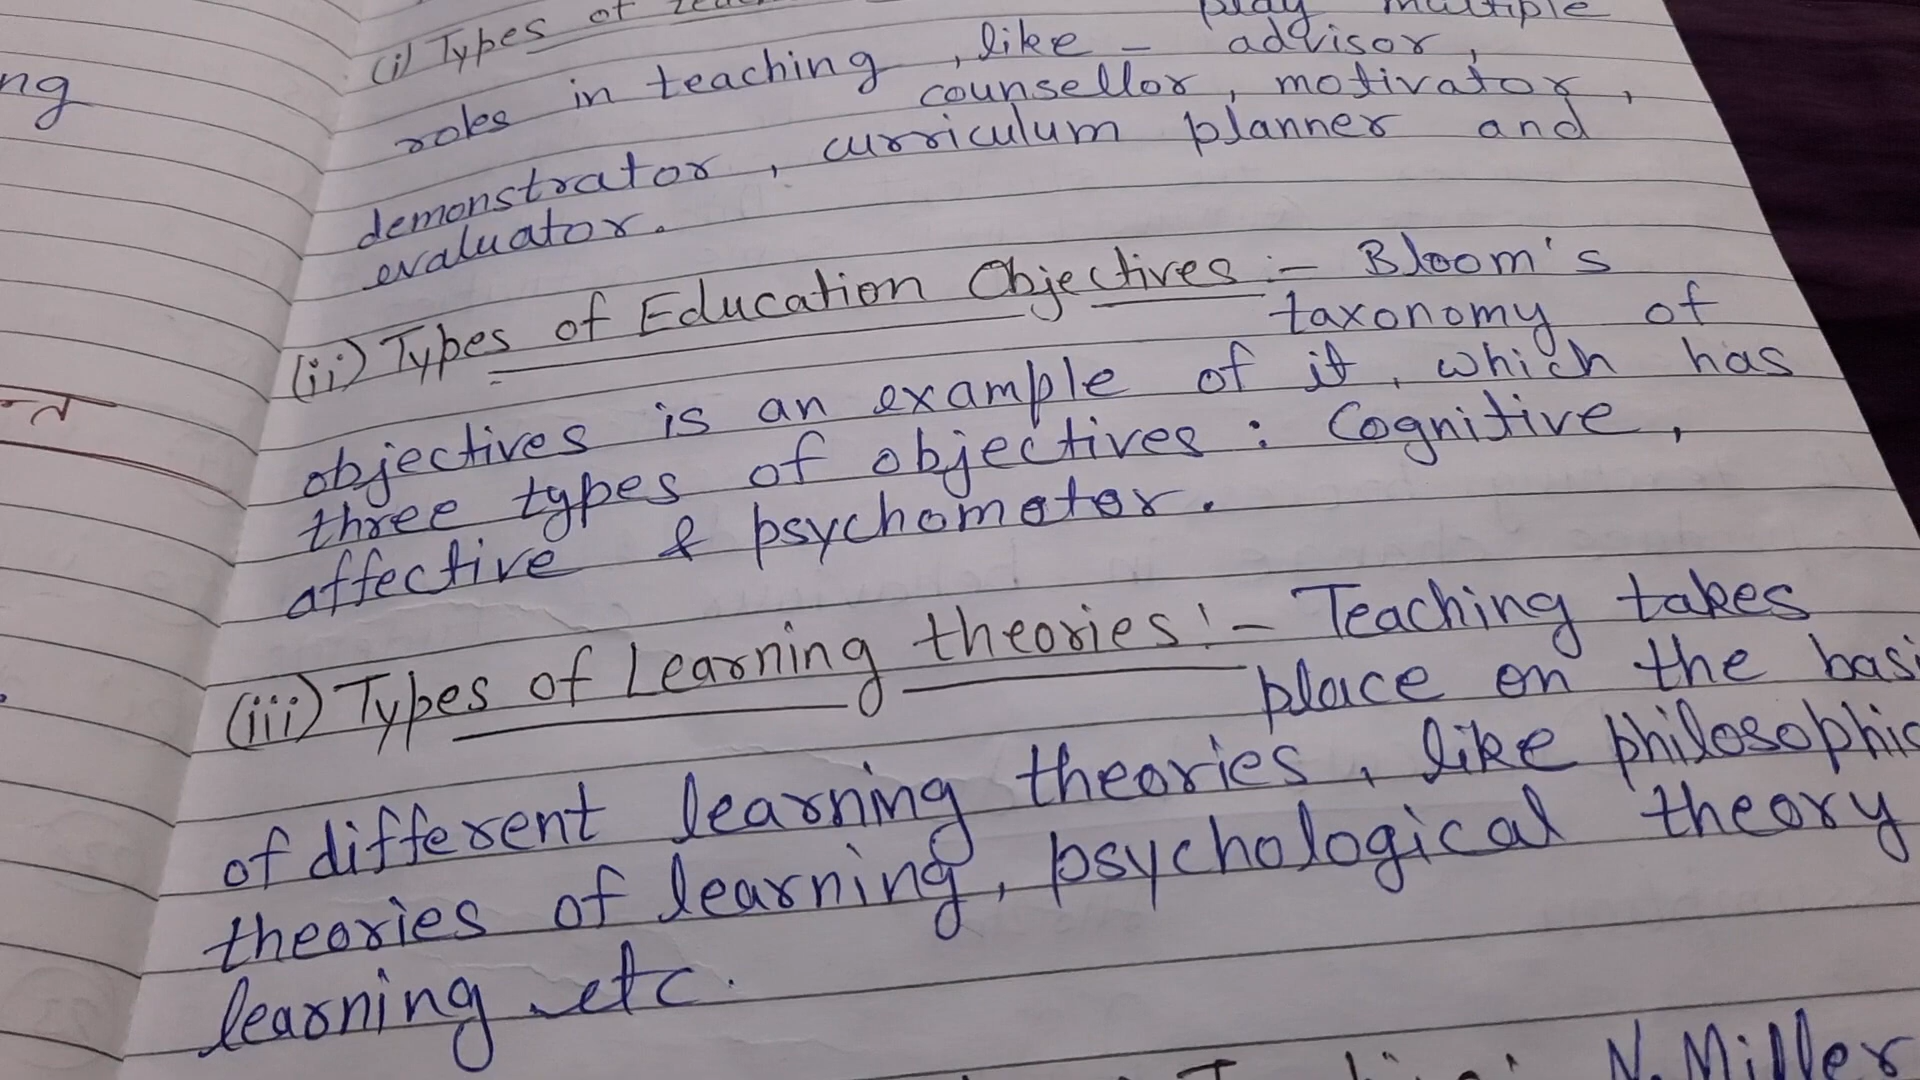 ng
(i) Types of
play multiple
roles in teaching , like - advisor ,
counsellor , motivator ,
demonstrator , curriculum planner and
evaluator.
(ii) Types of Education Objectives :- Bloom's
taxonomy of
objectives is an example of it , which has
three types of objectives : Cognitive ,
affective & psychomotor .
(iii) Types of Learning theories :- Teaching takes
place on the basi
of different learning theories , like philosophic
theories of learning , psychological theory
learning etc .
N. Miller